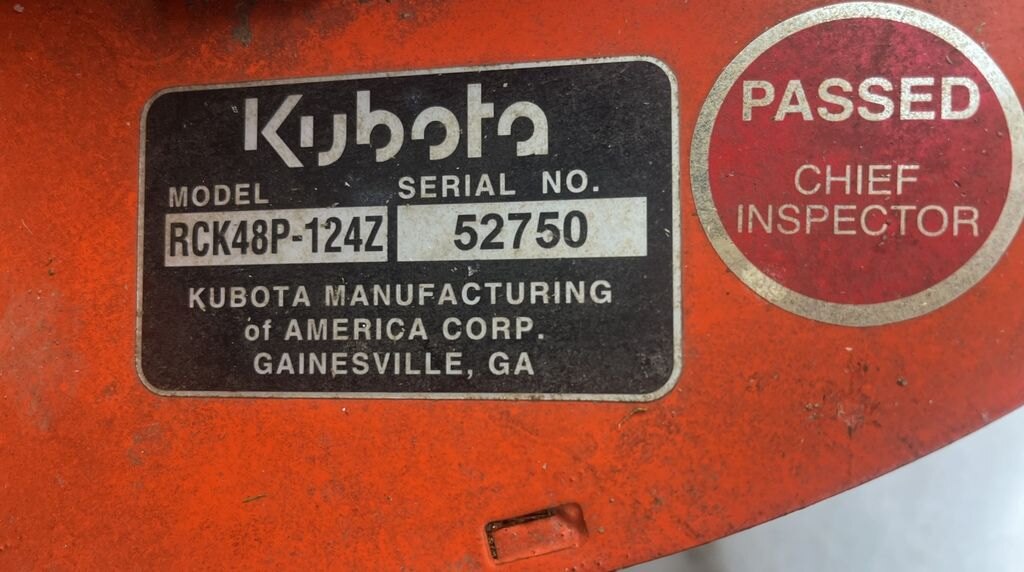 Kubota
MODEL SERIAL NO.
RCK48P-124Z 52750
KUBOTA MANUFACTURING
of AMERICA CORP.
GAINESVILLE, GA
PASSED
CHIEF
INSPECTOR